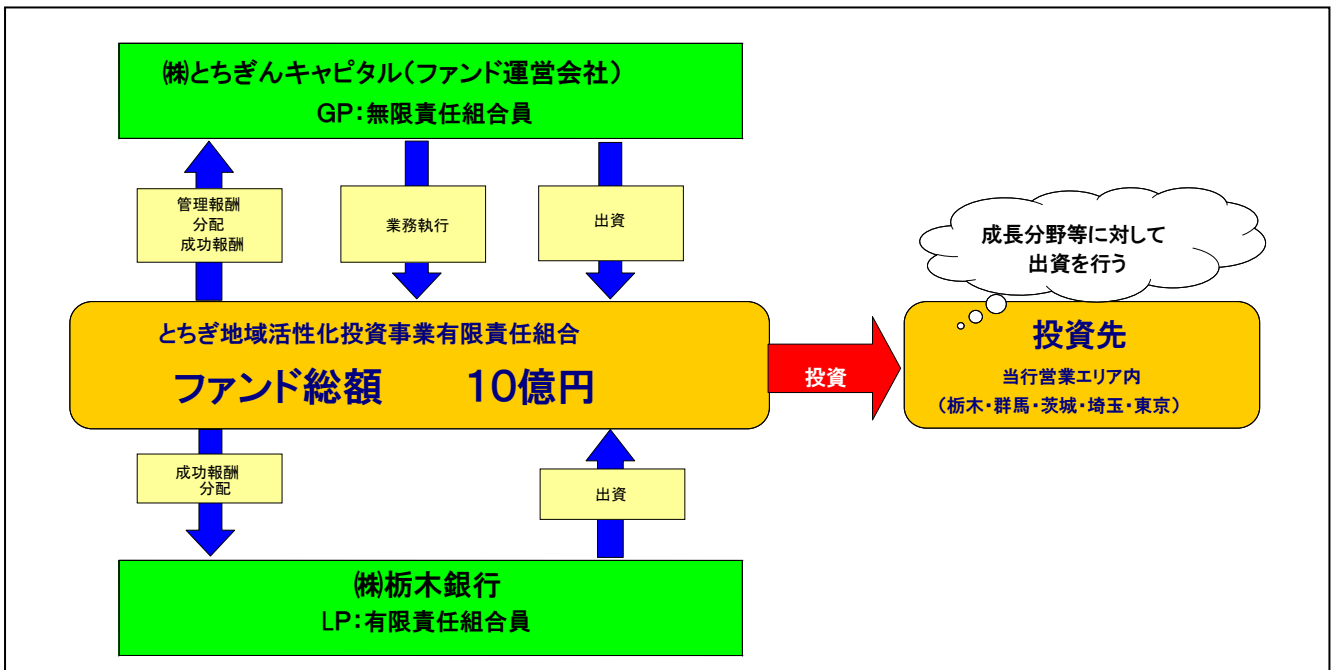 ㈱とちぎんキャピタル(ファンド運営会社)
GP:無限責任組合員
管理報酬
分配
成功報酬
業務執行
出資
成長分野等に対して
出資を行う
とちぎ地域活性化投資事業有限責任組合
ファンド総額　　10億円
投資
投資先
当行営業エリア内
(栃木・群馬・茨城・埼玉・東京)
成功報酬
分配
出資
㈱栃木銀行
LP:有限責任組合員